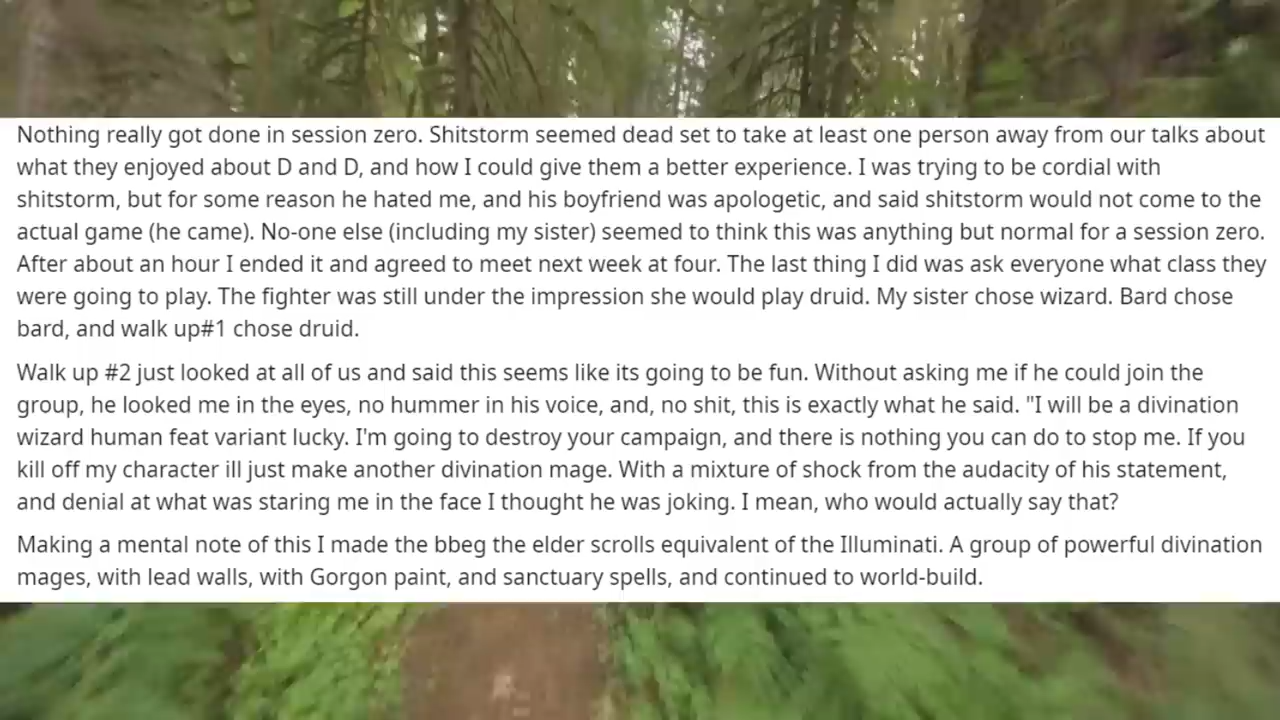 Nothing really got done in session zero. Shitstorm seemed dead set to take at least one person away from our talks about
what they enjoyed about D and D, and how I could give them a better experience. I was trying to be cordial with
shitstorm, but for some reason he hated me, and his boyfriend was apologetic, and said shitstorm would not come to the
actual game (he came). No-one else (including my sister) seemed to think this was anything but normal for a session zero.
After about an hour I ended it and agreed to meet next week at four. The last thing I did was ask everyone what class they
were going to play. The fighter was still under the impression she would play druid. My sister chose wizard. Bard chose
bard, and walk up#1 chose druid.
Walk up #2 just looked at all of us and said this seems like its going to be fun. Without asking me if he could join the
group, he looked me in the eyes, no hummer in his voice, and, no shit, this is exactly what he said. "I will be a divination
wizard human feat variant lucky. I'm going to destroy your campaign, and there is nothing you can do to stop me. If you
kill off my character ill just make another divination mage. With a mixture of shock from the audacity of his statement,
and denial at what was staring me in the face I thought he was joking. I mean, who would actually say that?
Making a mental note of this I made the bbeg the elder scrolls equivalent of the Illuminati. A group of powerful divination
mages, with lead walls, with Gorgon paint, and sanctuary spells, and continued to world-build.